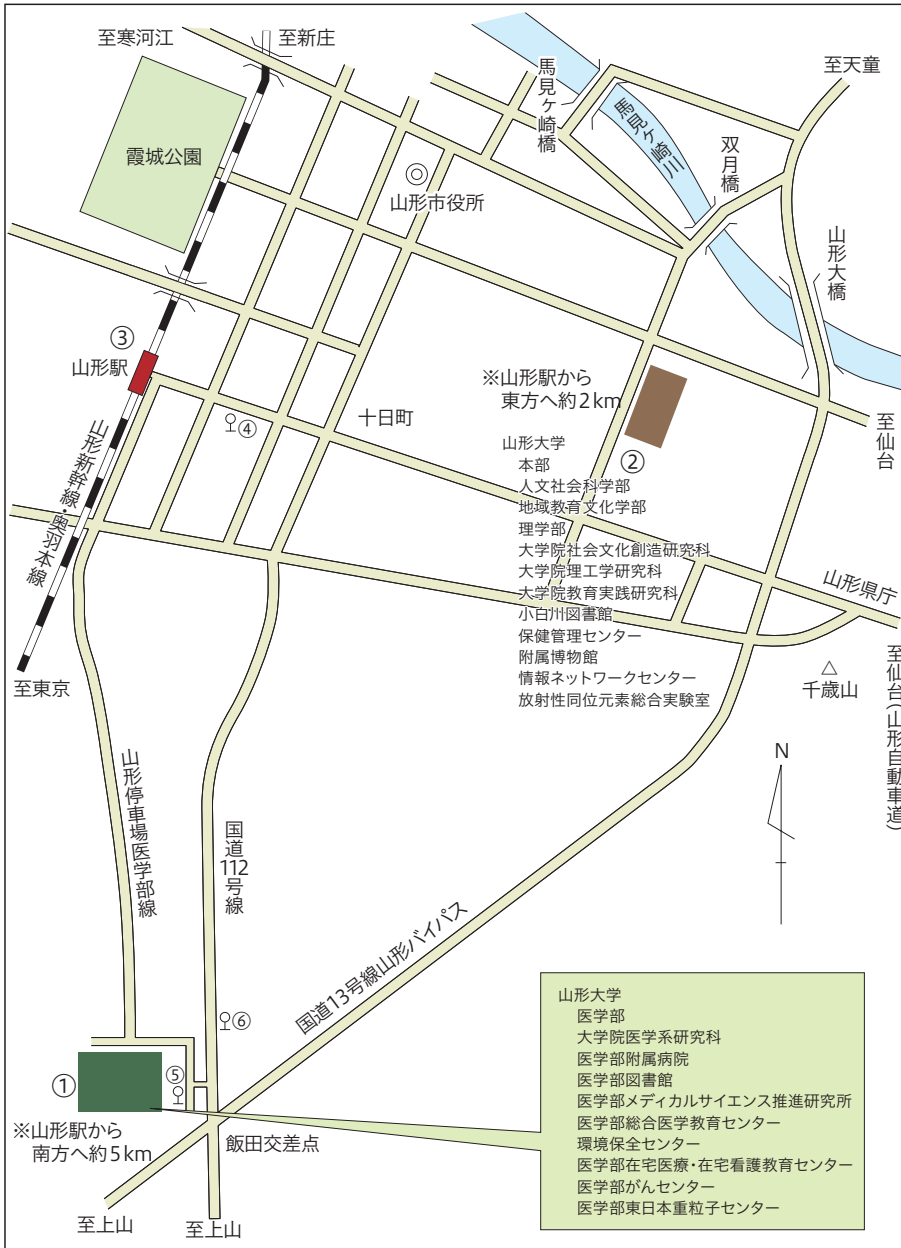 至寒河江
至新庄
霞城公園
◎
山形市役所
馬見ヶ崎橋
馬見ヶ崎川
双月橋
至天童
山形大橋
③
山形駅
④
十日町
山形新幹線・奥羽本線
至東京
※山形駅から
東方へ約2km
②
山形大学
本部
人文社会科学部
地域教育文化学部
理学部
大学院社会文化創造研究科
大学院理工学研究科
大学院教育実践研究科
小白川図書館
保健管理センター
附属博物館
情報ネットワークセンター
放射性同位元素総合実験室
至仙台
山形県庁
至仙台(山形自動車道)
千歳山
N
山形停車場医学部線
国道112号線
国道13号線山形バイパス
⑥
⑤
①
※山形駅から
南方へ約5km
飯田交差点
至上山
至上山
山形大学
医学部
大学院医学系研究科
医学部附属病院
医学部図書館
医学部メディカルサイエンス推進研究所
医学部総合医学教育センター
環境保全センター
医学部在宅医療・在宅看護教育センター
医学部がんセンター
医学部東日本重粒子センター